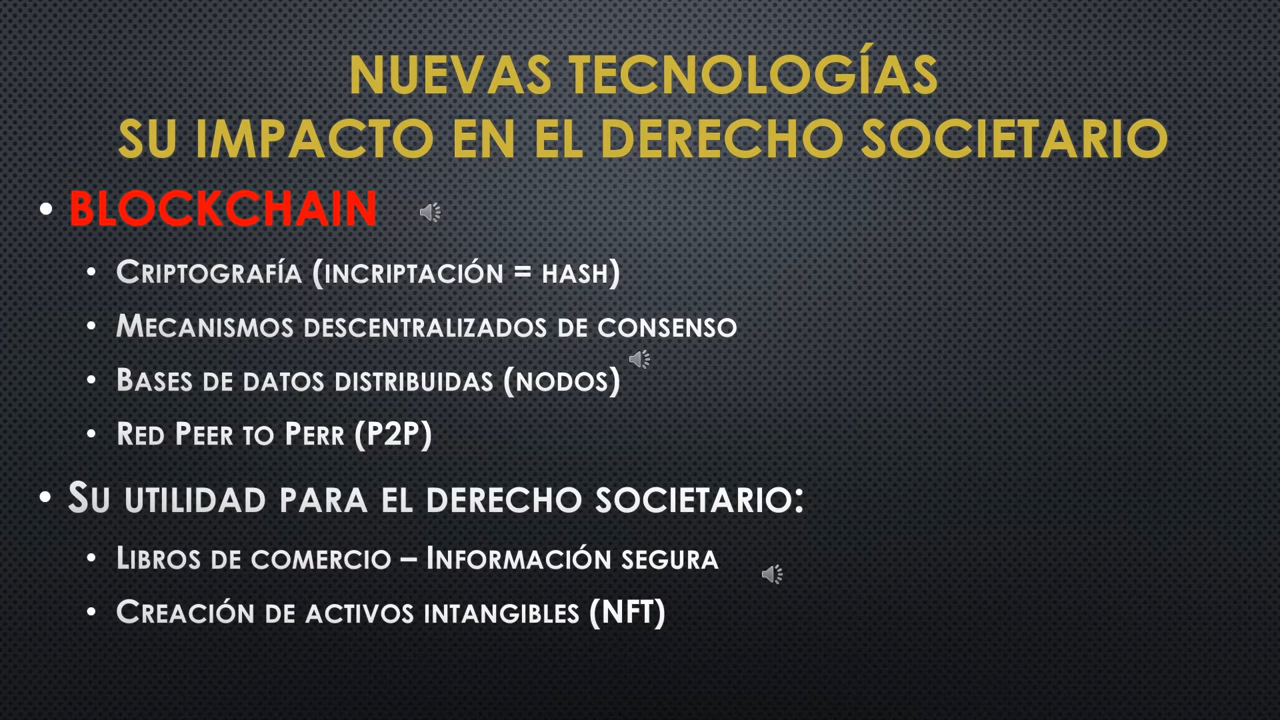 NUEVAS TECNOLOGÍAS
SU IMPACTO EN EL DERECHO SOCIETARIO
• BLOCKCHAIN
• CRIPTOGRAFÍA (INCRIPTACIÓN = HASH)
• MECANISMOS DESCENTRALIZADOS DE CONSENSO
• BASES DE DATOS DISTRIBUIDAS (NODOS)
• RED PEER TO PERR (P2P)
• SU UTILIDAD PARA EL DERECHO SOCIETARIO:
• LIBROS DE COMERCIO – INFORMACIÓN SEGURA
• CREACIÓN DE ACTIVOS INTANGIBLES (NFT)